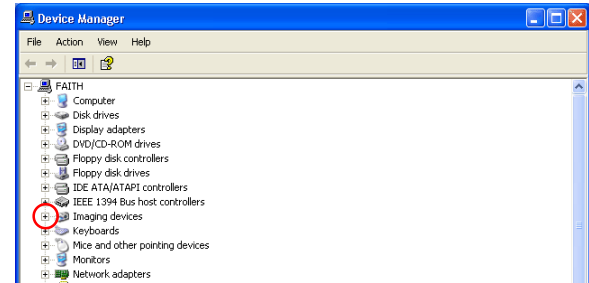 Device Manager
File Action View Help
FAITH
Computer
Disk drives
Display adapters
DVD/CD-ROM drives
Floppy disk controllers
Floppy disk drives
IDE ATA/ATAPI controllers
IEEE 1394 Bus host controllers
Imaging devices
Keyboards
Mice and other pointing devices
Monitors
Network adapters